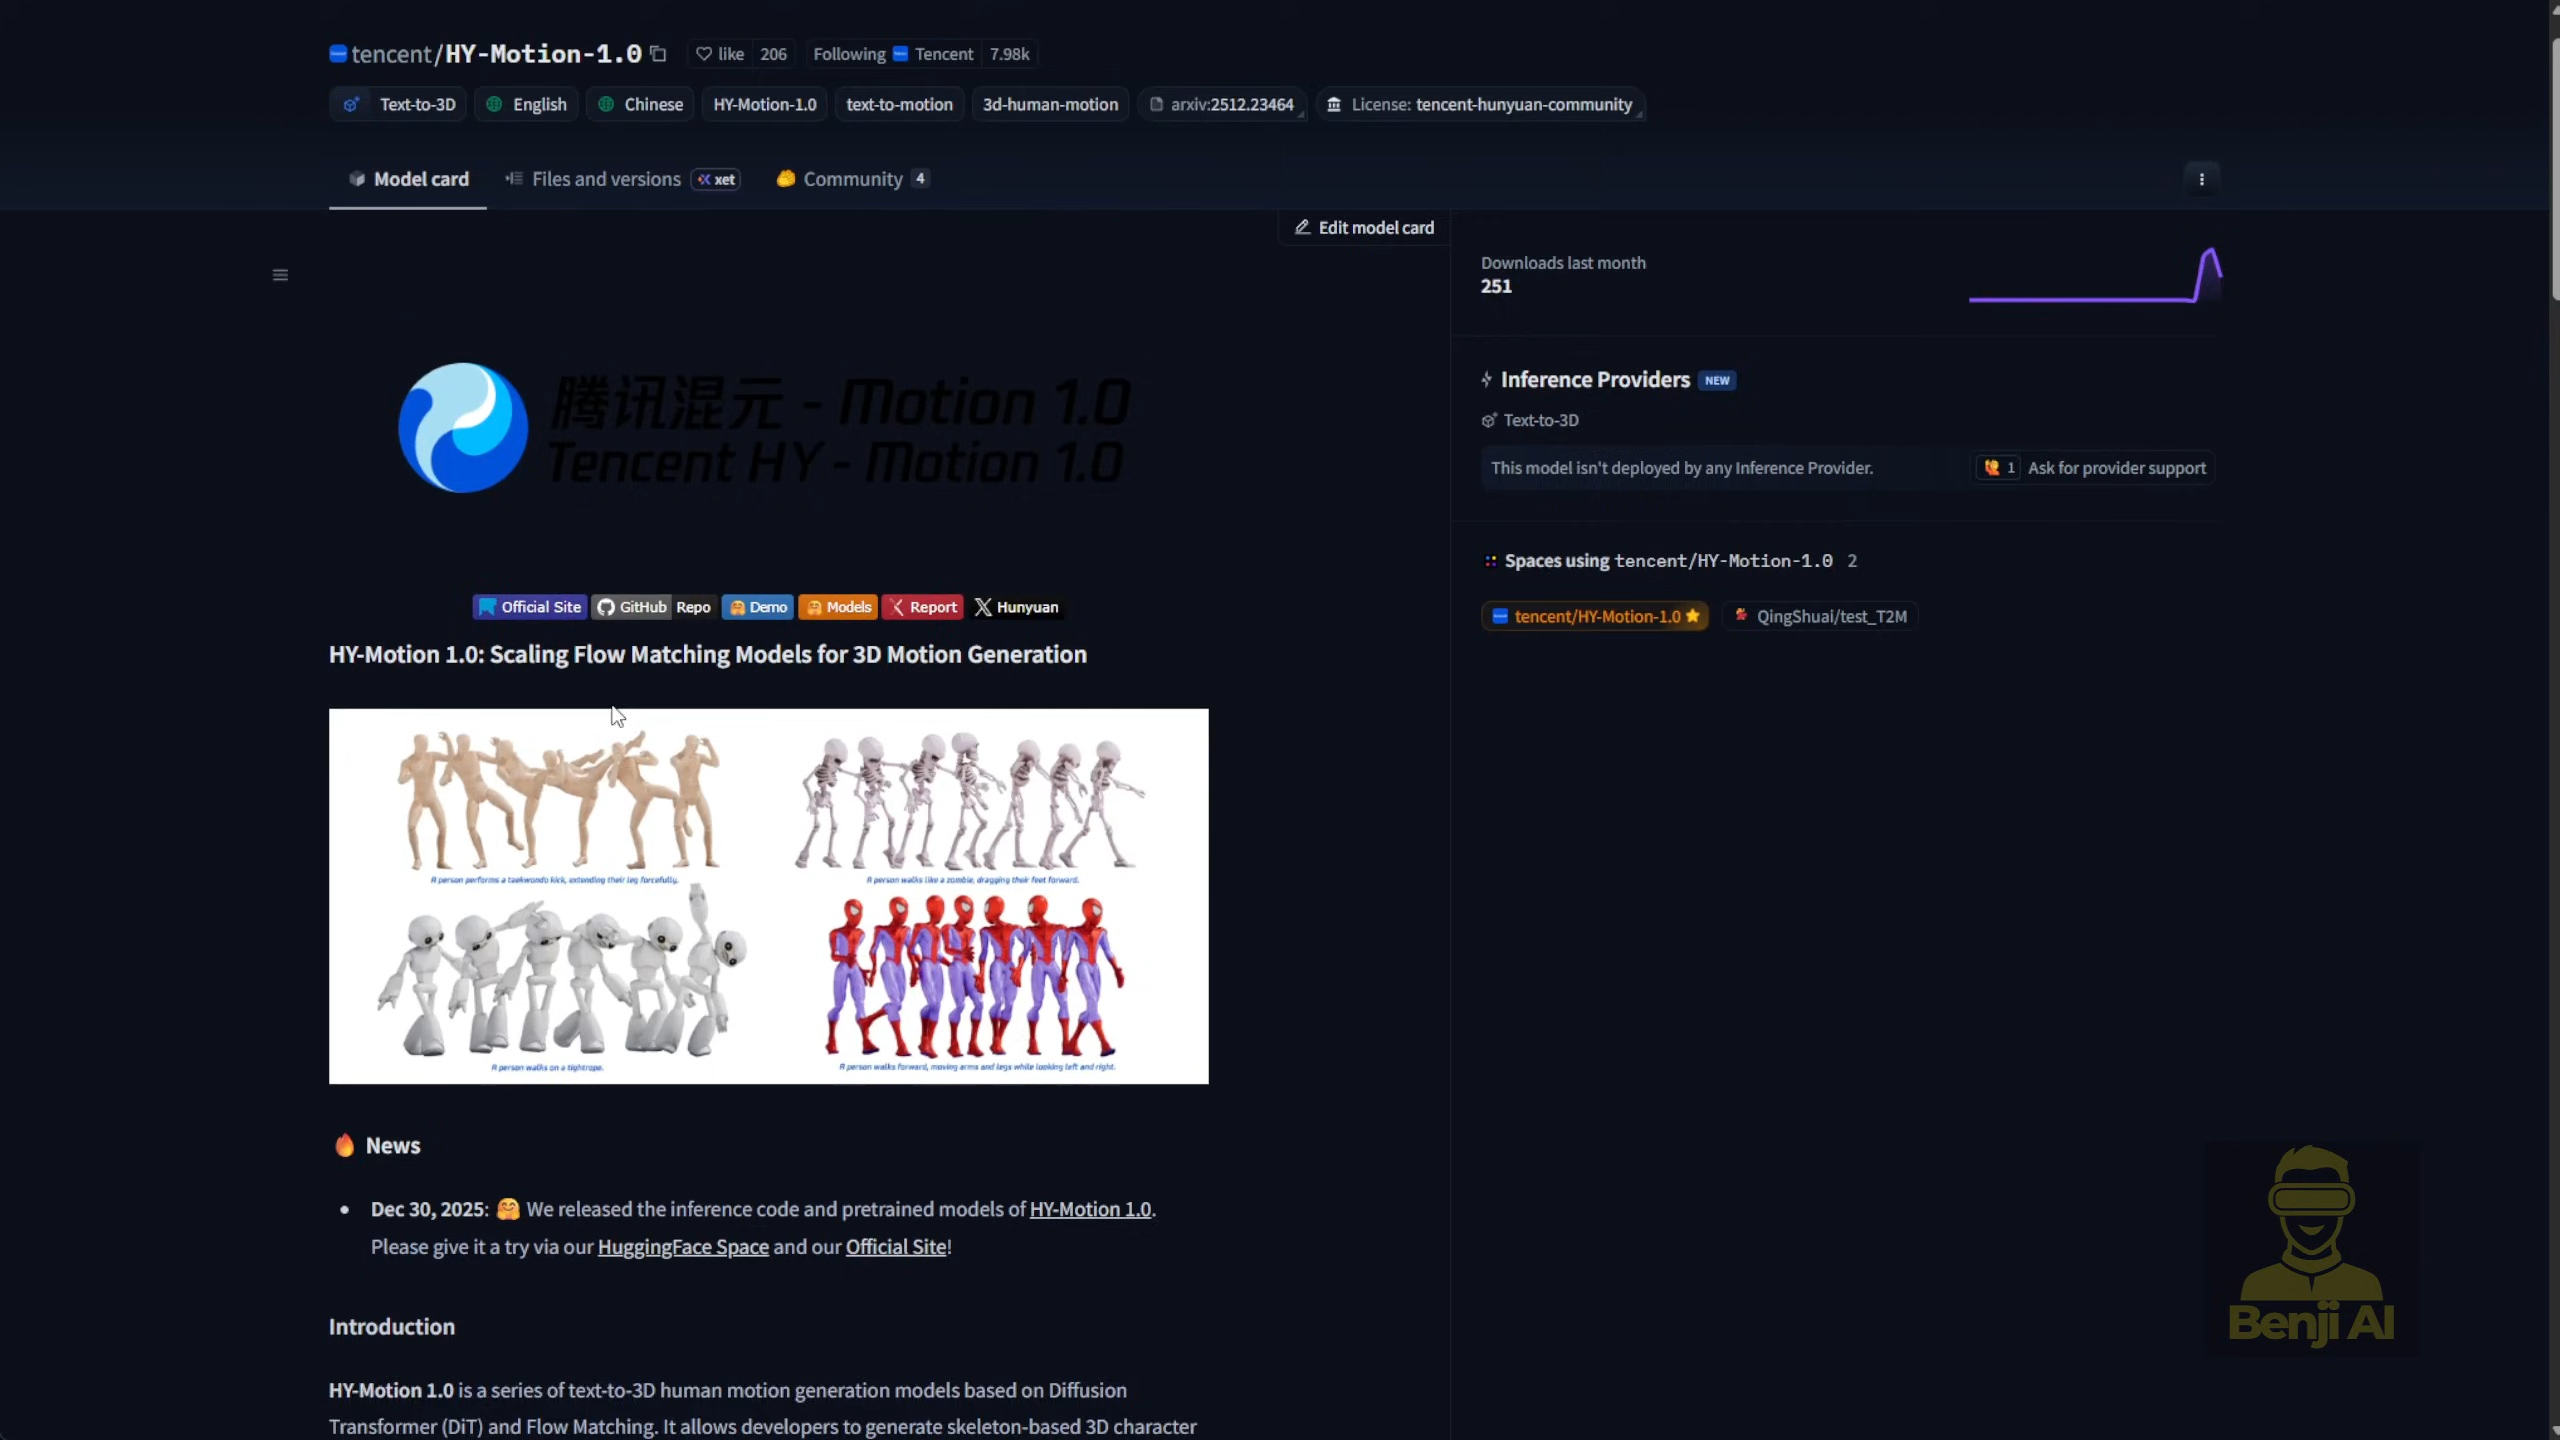 tencent/HY-Motion-1.0 like 206 Following Tencent 7.98k
Text-to-3D English Chinese HY-Motion-1.0 text-to-motion 3d-human-motion arxiv:2512.23464 License: tencent-hunyuan-community
Model card Files and versions xet Community 4
Edit model card
腾讯混元 - Motion 1.0
Tencent HY - Motion 1.0
Official Site GitHub Repo Demo Models Report Hunyuan
HY-Motion 1.0: Scaling Flow Matching Models for 3D Motion Generation
A person performs a taekwondo kick, extending their leg forcefully.
A person walks like a zombie, dragging their feet forward.
A person walks on a tightrope.
A person walks forward, moving arms and legs while looking left and right.
News
Dec 30, 2025: 🤗 We released the inference code and pretrained models of HY-Motion 1.0.
Please give it a try via our HuggingFace Space and our Official Site!
Introduction
HY-Motion 1.0 is a series of text-to-3D human motion generation models based on Diffusion
Transformer (DiT) and Flow Matching. It allows developers to generate skeleton-based 3D character
Downloads last month
251
Inference Providers NEW
Text-to-3D
This model isn't deployed by any Inference Provider. 1 Ask for provider support
Spaces using tencent/HY-Motion-1.0 2
tencent/HY-Motion-1.0 QingShuai/test_T2M
Benji AI